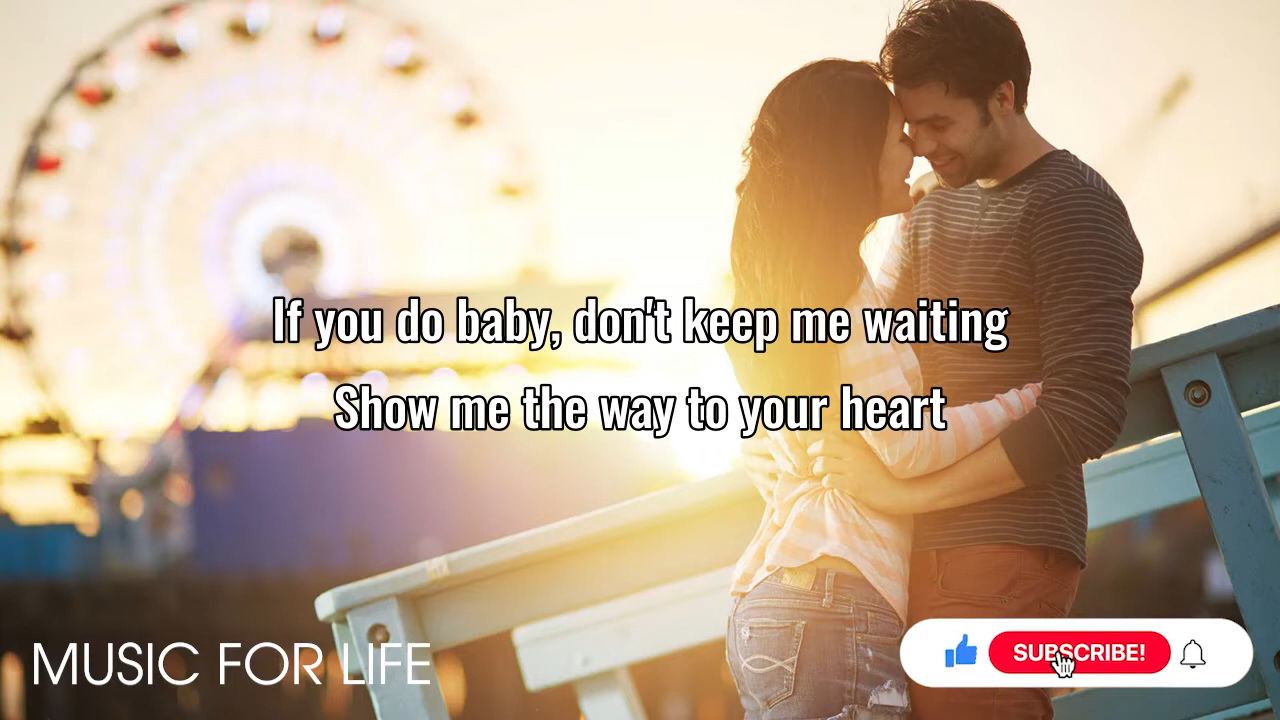 If you do baby, don't keep me waiting
Show me the way to your heart
MUSIC FOR LIFE
SUBSCRIBE!